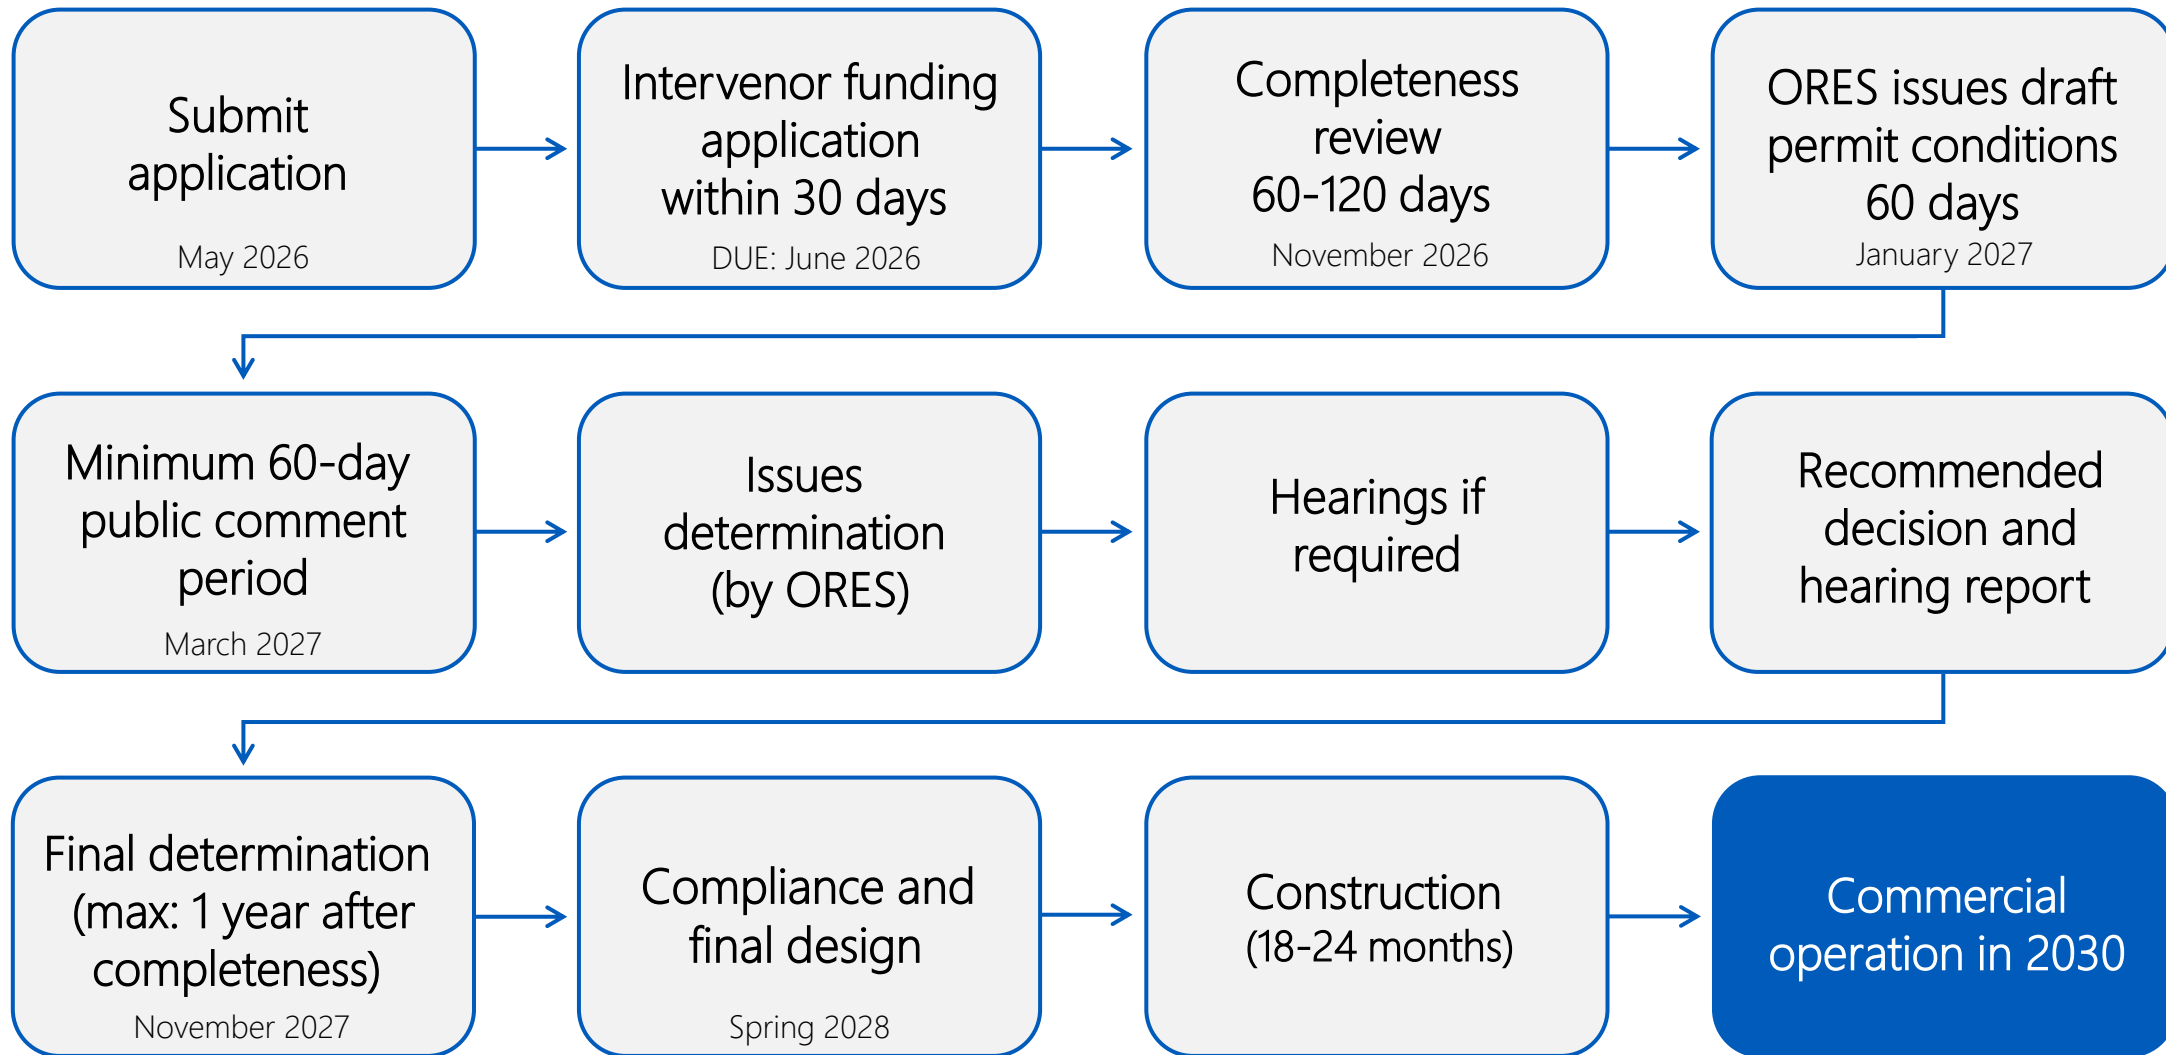 Submit
application
May 2026
Intervenor funding
application
within 30 days
DUE: June 2026
Completeness
review
60-120 days
November 2026
ORES issues draft
permit conditions
60 days
January 2027
Minimum 60-day
public comment
period
March 2027
Issues
determination
(by ORES)
Hearings if
required
Recommended
decision and
hearing report
Final determination
(max: 1 year after
completeness)
November 2027
Compliance and
final design
Spring 2028
Construction
(18-24 months)
Commercial
operation in 2030